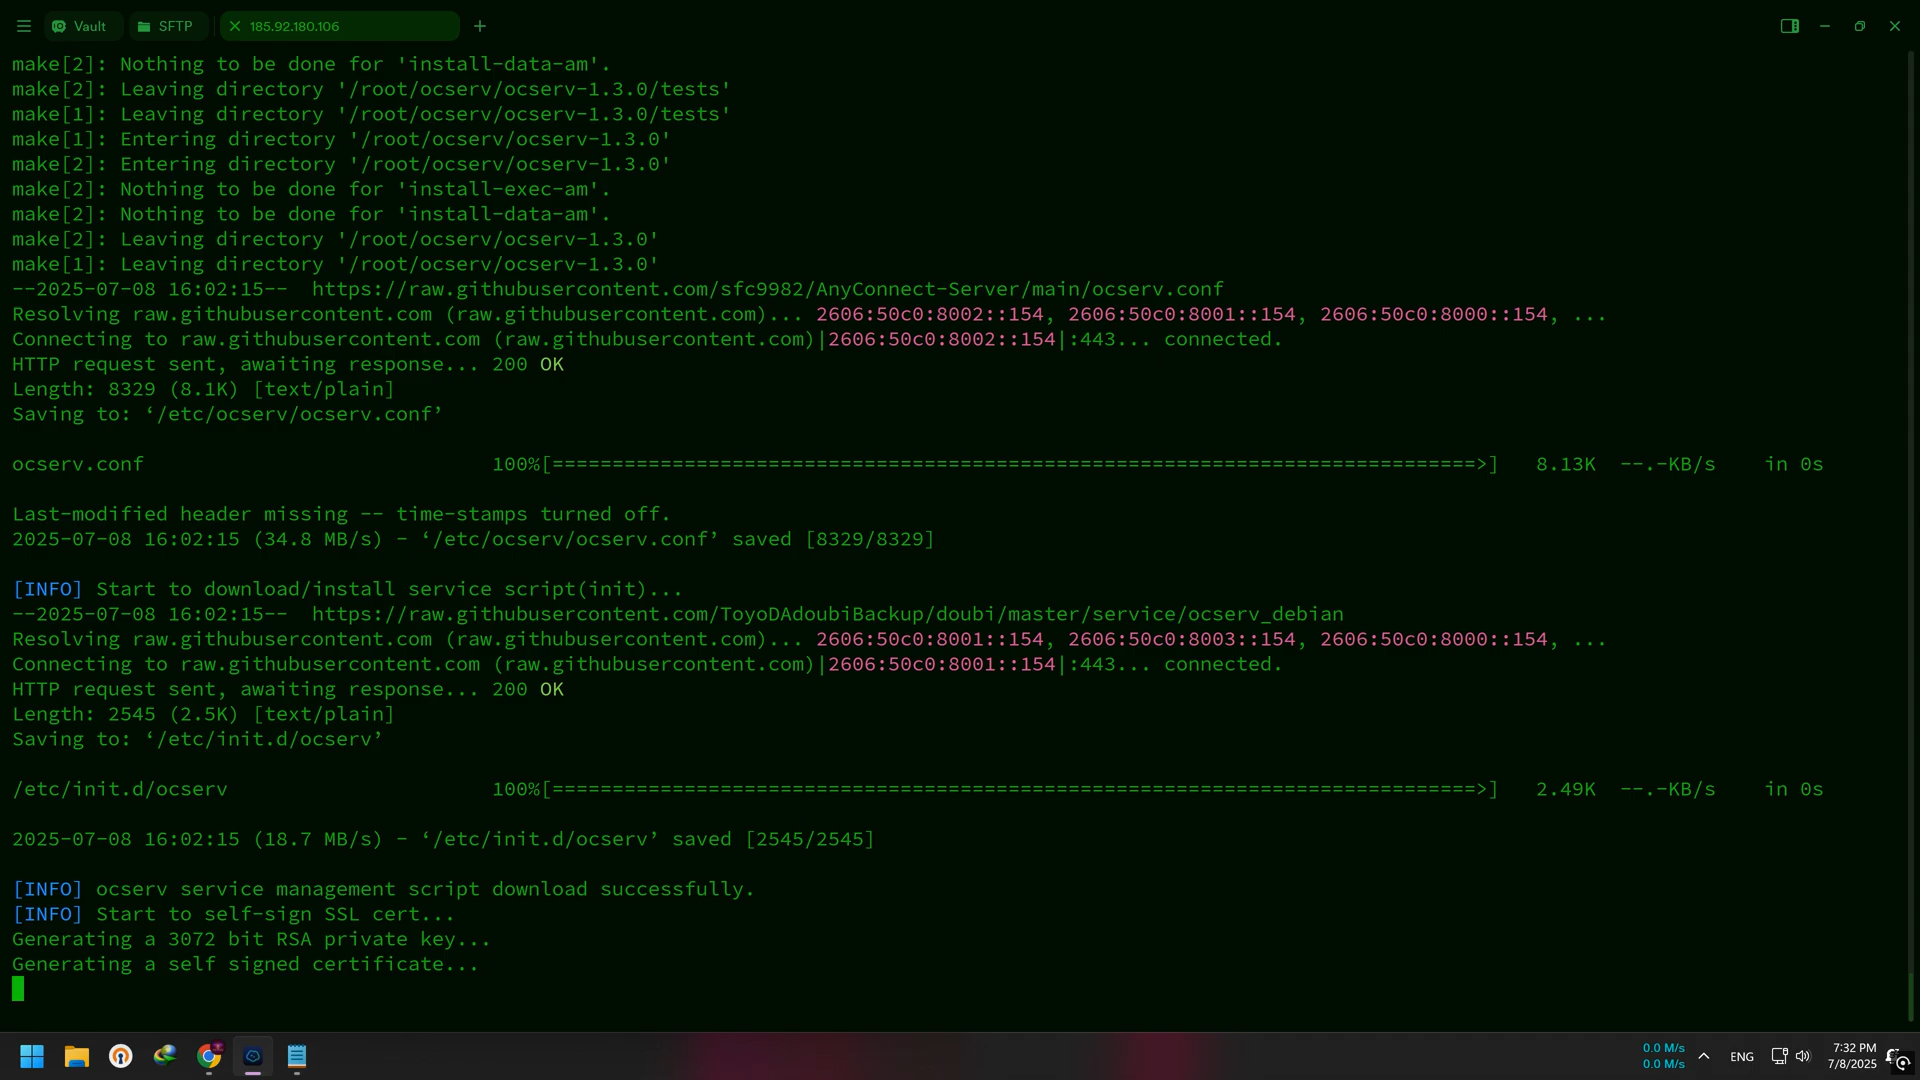 Vault
SFTP
185.92.180.106
make[2]: Nothing to be done for 'install-data-am'.
make[2]: Leaving directory '/root/ocserv/ocserv-1.3.0/tests'
make[1]: Leaving directory '/root/ocserv/ocserv-1.3.0/tests'
make[1]: Entering directory '/root/ocserv/ocserv-1.3.0'
make[2]: Entering directory '/root/ocserv/ocserv-1.3.0'
make[2]: Nothing to be done for 'install-exec-am'.
make[2]: Nothing to be done for 'install-data-am'.
make[2]: Leaving directory '/root/ocserv/ocserv-1.3.0'
make[1]: Leaving directory '/root/ocserv/ocserv-1.3.0'
--2025-07-08 16:02:15--  https://raw.githubusercontent.com/sfc9982/AnyConnect-Server/main/ocserv.conf
Resolving raw.githubusercontent.com (raw.githubusercontent.com)... 2606:50c0:8002::154, 2606:50c0:8001::154, 2606:50c0:8000::154, ...
Connecting to raw.githubusercontent.com (raw.githubusercontent.com)|2606:50c0:8002::154|:443... connected.
HTTP request sent, awaiting response... 200 OK
Length: 8329 (8.1K) [text/plain]
Saving to: ‘/etc/ocserv/ocserv.conf’
ocserv.conf 100%[=============================================================================>] 8.13K --.-KB/s in 0s
Last-modified header missing -- time-stamps turned off.
2025-07-08 16:02:15 (34.8 MB/s) - ‘/etc/ocserv/ocserv.conf’ saved [8329/8329]
[INFO] Start to download/install service script(init)...
--2025-07-08 16:02:15--  https://raw.githubusercontent.com/ToyoDAdoubiBackup/doubi/master/service/ocserv_debian
Resolving raw.githubusercontent.com (raw.githubusercontent.com)... 2606:50c0:8001::154, 2606:50c0:8003::154, 2606:50c0:8000::154, ...
Connecting to raw.githubusercontent.com (raw.githubusercontent.com)|2606:50c0:8001::154|:443... connected.
HTTP request sent, awaiting response... 200 OK
Length: 2545 (2.5K) [text/plain]
Saving to: ‘/etc/init.d/ocserv’
/etc/init.d/ocserv 100%[=============================================================================>] 2.49K --.-KB/s in 0s
2025-07-08 16:02:15 (18.7 MB/s) - ‘/etc/init.d/ocserv’ saved [2545/2545]
[INFO] ocserv service management script download successfully.
[INFO] Start to self-sign SSL cert...
Generating a 3072 bit RSA private key...
Generating a self signed certificate...
0.0 M/s
0.0 M/s
ENG
7:32 PM
7/8/2025